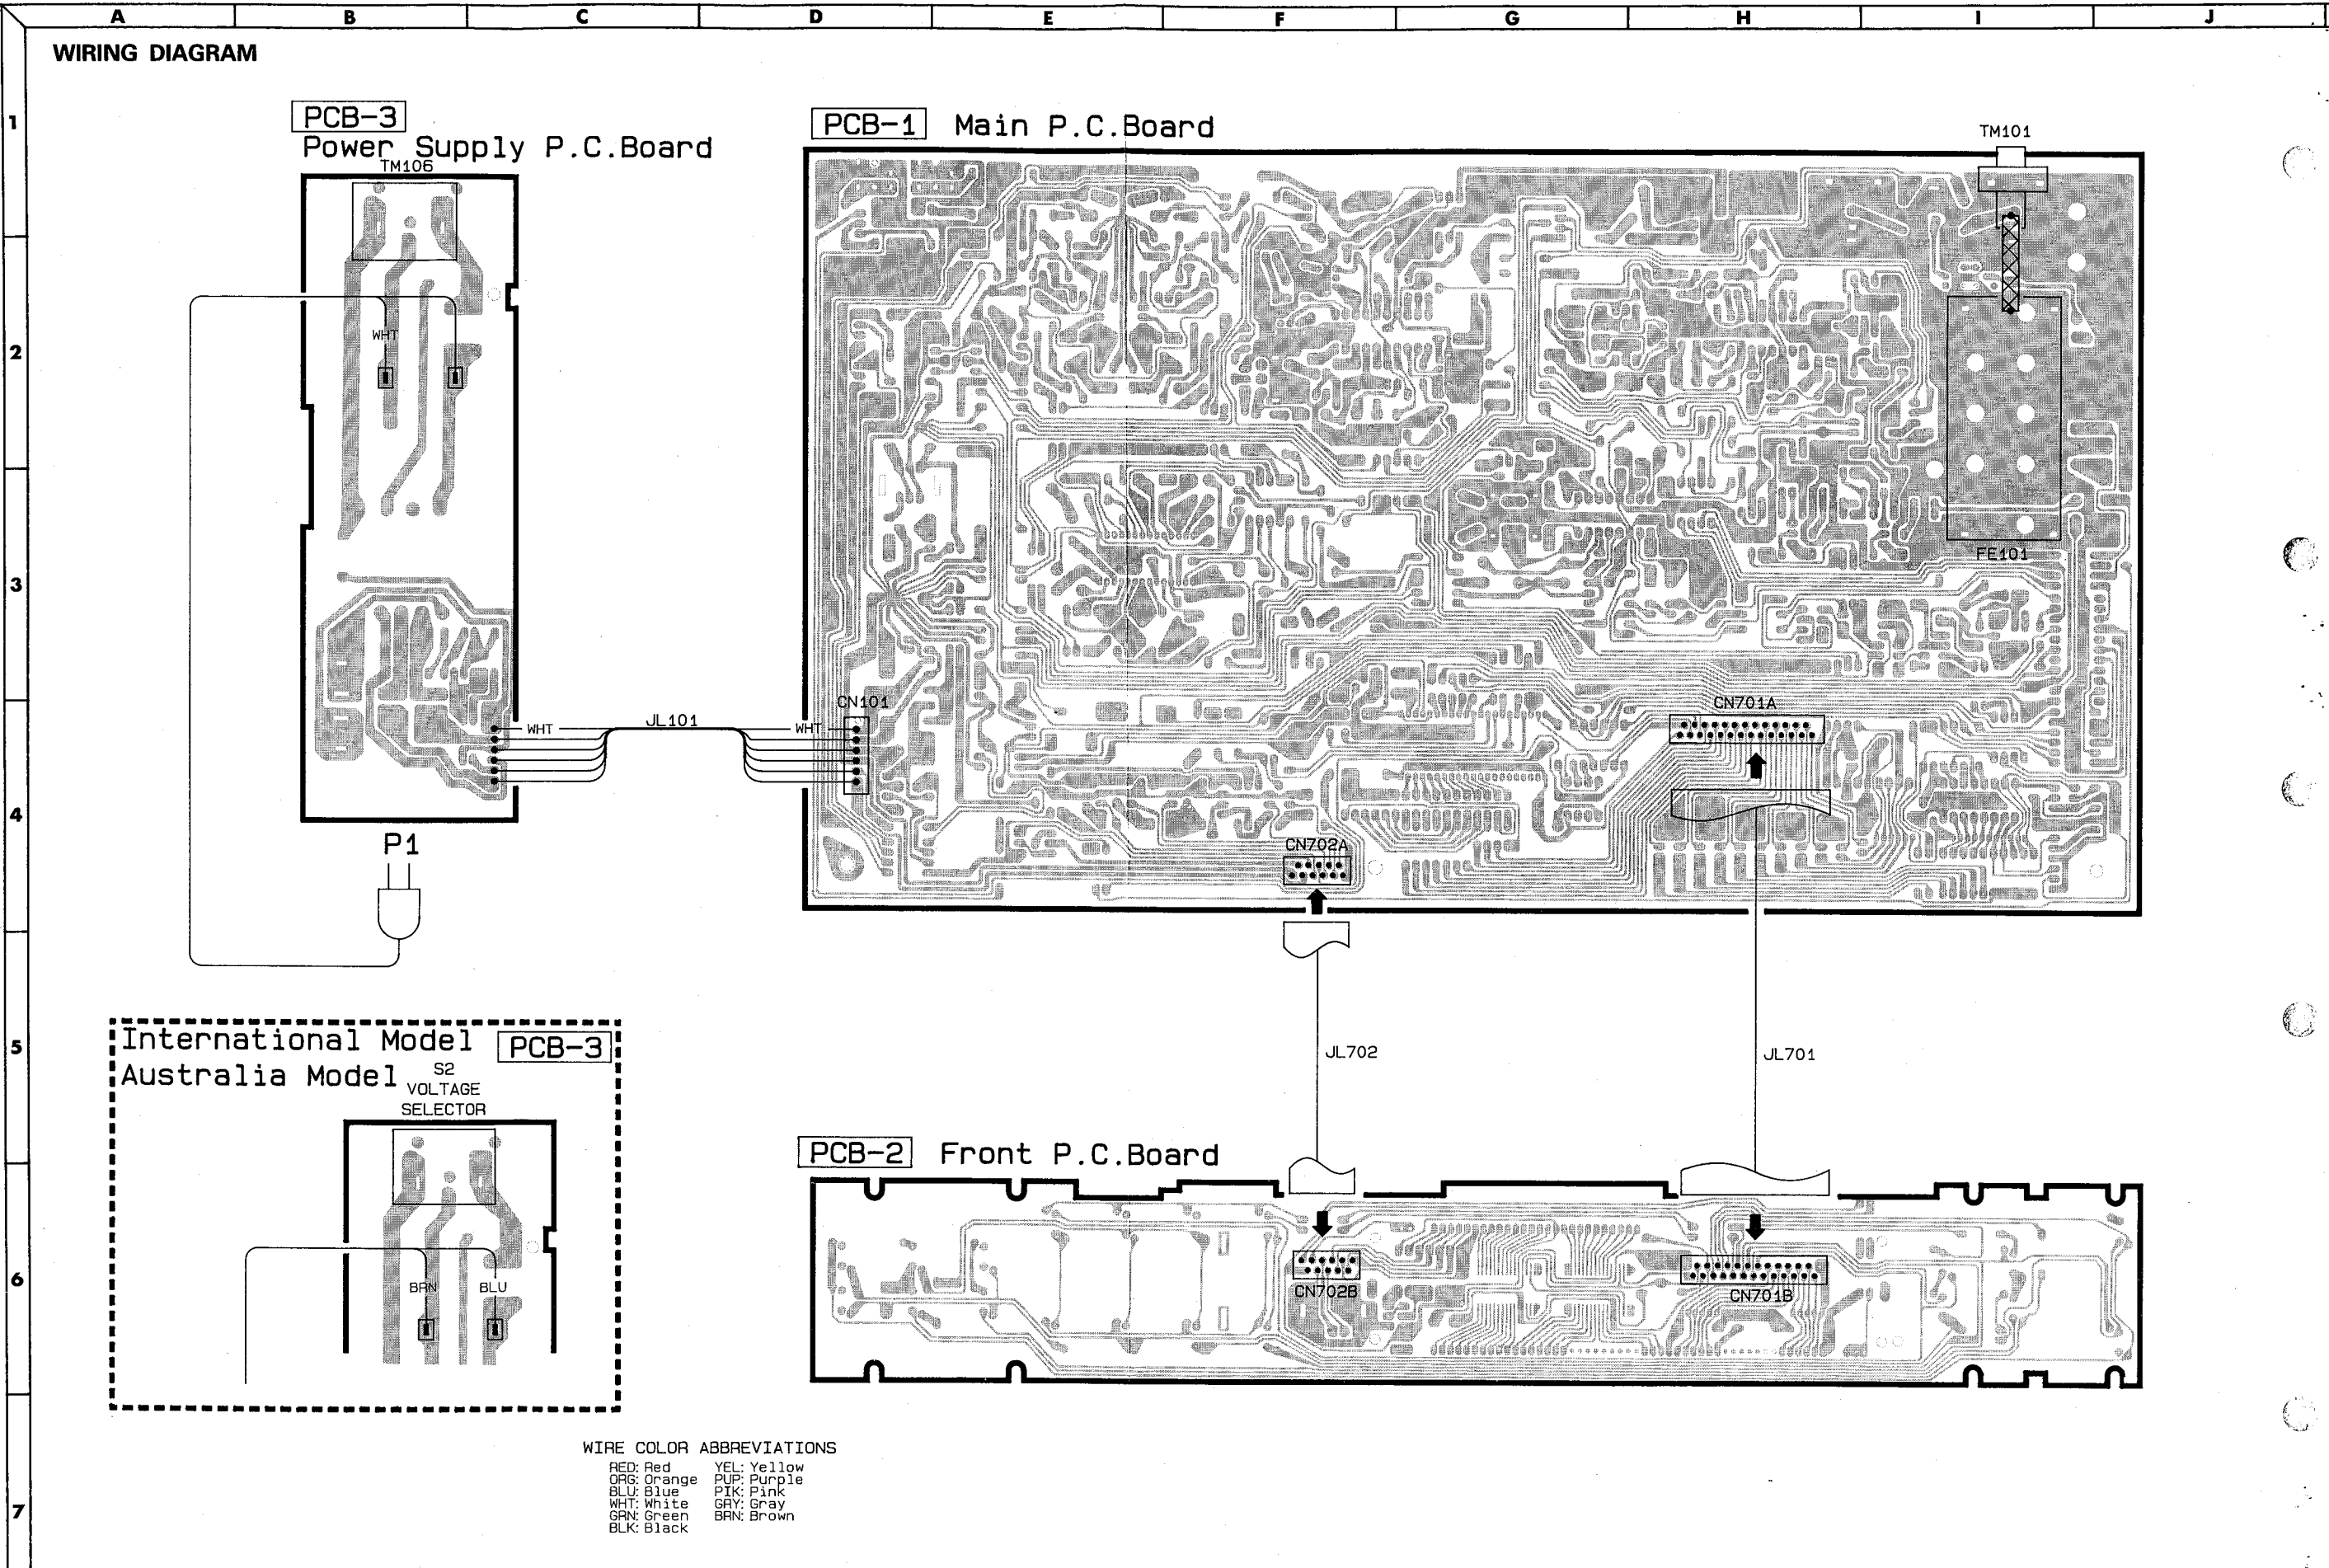 A B C D E F G H I J
WIRING DIAGRAM
1
2
3
4
5
6
7
PCB-3
Power Supply P.C.Board
TM106
WHT
P1
WHT
JL101
WHT
PCB-1 Main P.C.Board
TM101
FE101
CN101
CN701A
CN702A
JL702
JL701
International Model
Australia Model
PCB-3
S2
VOLTAGE
SELECTOR
BRN
BLU
PCB-2 Front P.C.Board
CN702B
CN701B
WIRE COLOR ABBREVIATIONS
RED: Red YEL: Yellow
ORG: Orange PUP: Purple
BLU: Blue PIK: Pink
WHT: White GRY: Gray
GRN: Green BRN: Brown
BLK: Black